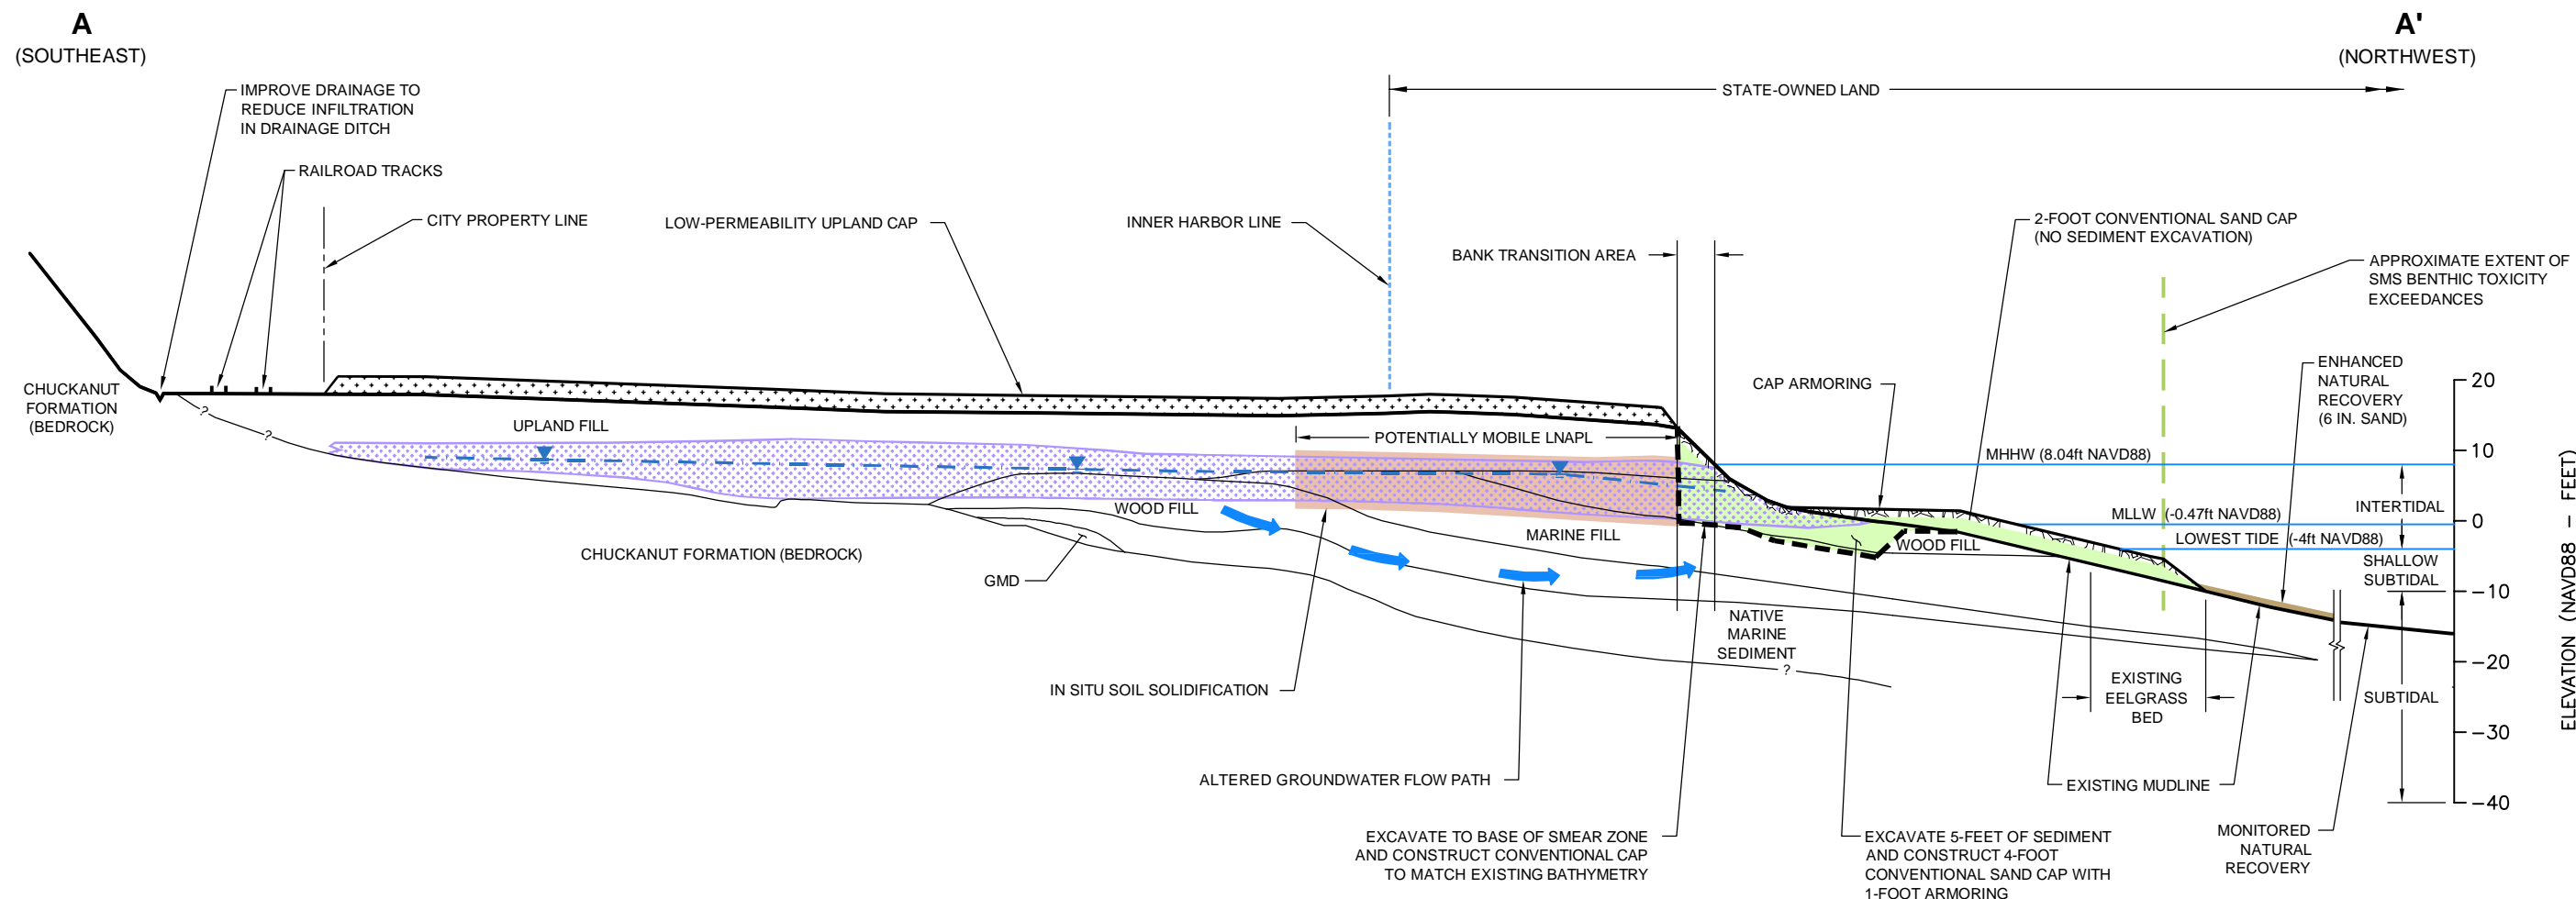 A
(SOUTHEAST)
A'
(NORTHWEST)
IMPROVE DRAINAGE TO
REDUCE INFILTRATION
IN DRAINAGE DITCH
STATE-OWNED LAND
RAILROAD TRACKS
CITY PROPERTY LINE
LOW-PERMEABILITY UPLAND CAP
INNER HARBOR LINE
BANK TRANSITION AREA
2-FOOT CONVENTIONAL SAND CAP
(NO SEDIMENT EXCAVATION)
APPROXIMATE EXTENT OF
SMS BENTHIC TOXICITY
EXCEEDANCES
CHUCKANUT
FORMATION
(BEDROCK)
CAP ARMORING
ENHANCED
NATURAL
RECOVERY
(6 IN. SAND)
20
?
?
UPLAND FILL
POTENTIALLY MOBILE LNAPL
MHHW (8.04ft NAVD88)
10
INTERTIDAL
WOOD FILL
MARINE FILL
MLLW (-0.47ft NAVD88)
0
WOOD FILL
LOWEST TIDE (-4ft NAVD88)
CHUCKANUT FORMATION (BEDROCK)
GMD
SHALLOW
SUBTIDAL
-10
NATIVE
MARINE
SEDIMENT
?
-20
IN SITU SOIL SOLIDIFICATION
EXISTING
EELGRASS
BED
SUBTIDAL
-30
ALTERED GROUNDWATER FLOW PATH
EXISTING MUDLINE
-40
ELEVATION (NAVD88 - FEET)
EXCAVATE TO BASE OF SMEAR ZONE
AND CONSTRUCT CONVENTIONAL CAP
TO MATCH EXISTING BATHYMETRY
EXCAVATE 5-FEET OF SEDIMENT
AND CONSTRUCT 4-FOOT
CONVENTIONAL SAND CAP WITH
1-FOOT ARMORING
MONITORED
NATURAL
RECOVERY